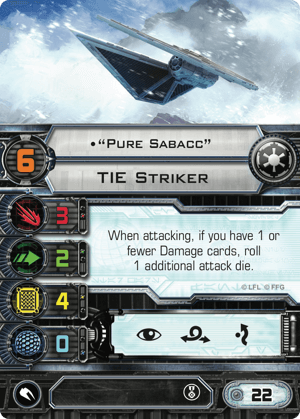 •“Pure Sabacc”
6
TIE Striker
3
When attacking, if you have 1 or
fewer Damage cards, roll
1 additional attack die.
2
© LFL © FFG
4
0
22